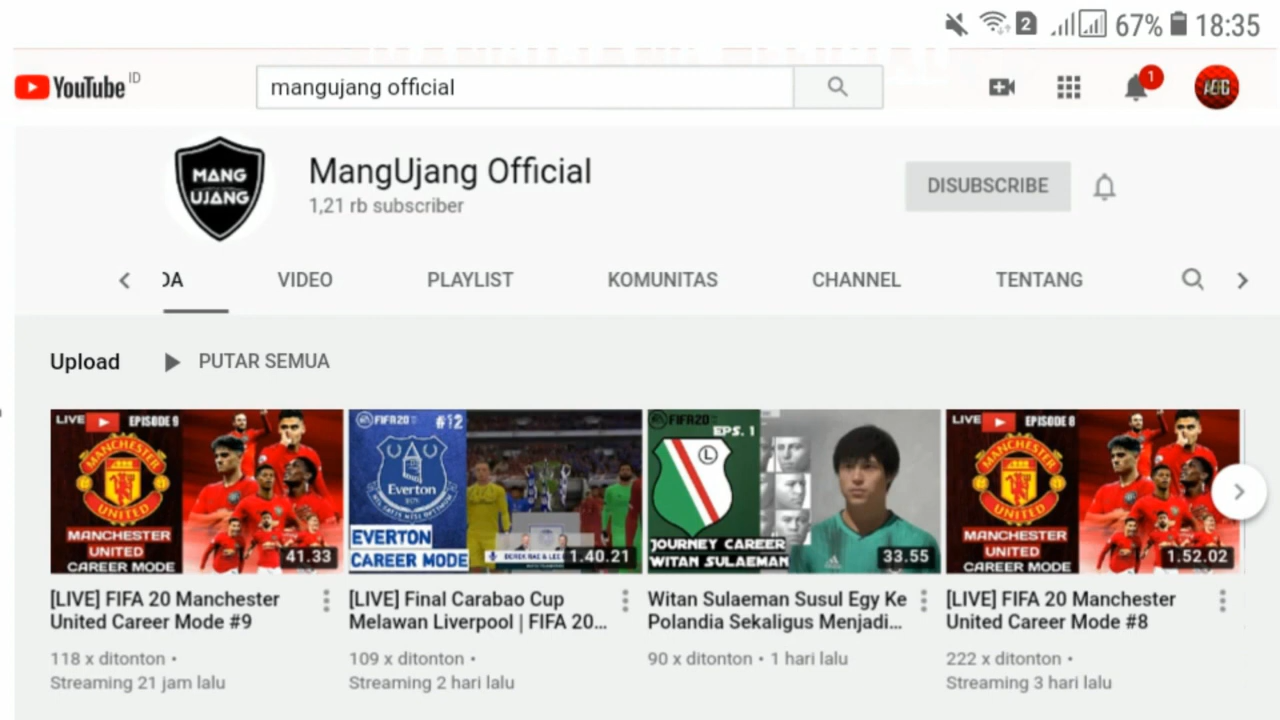 2 67% 18:35
YouTube ID
mangujang official
1
MANG
UJANG
MangUjang Official
1,21 rb subscriber
DISUBSCRIBE
DA VIDEO PLAYLIST KOMUNITAS CHANNEL TENTANG
Upload PUTAR SEMUA
LIVE EPISODE 9
MANCHESTER
UNITED
MANCHESTER
UNITED
CAREER MODE
41.33
[LIVE] FIFA 20 Manchester
United Career Mode #9
118 x ditonton •
Streaming 21 jam lalu
FIFA20 #12
Everton
EVERTON
CAREER MODE
1.40.21
[LIVE] Final Carabao Cup
Melawan Liverpool | FIFA 20...
109 x ditonton •
Streaming 2 hari lalu
FIFA20
EPS. 1
L
JOURNEY CAREER
WITAN SULAEMAN
33.55
Witan Sulaeman Susul Egy Ke
Polandia Sekaligus Menjadi...
90 x ditonton • 1 hari lalu
LIVE EPISODE 8
MANCHESTER
UNITED
MANCHESTER
UNITED
CAREER MODE
1.52.02
[LIVE] FIFA 20 Manchester
United Career Mode #8
222 x ditonton •
Streaming 3 hari lalu